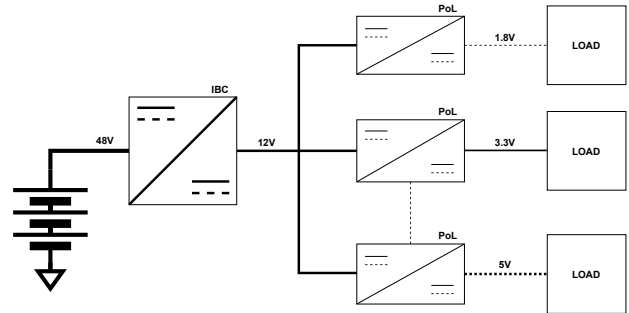 PoL
1.8V
LOAD
IBC
48V
12V
PoL
3.3V
LOAD
PoL
5V
LOAD